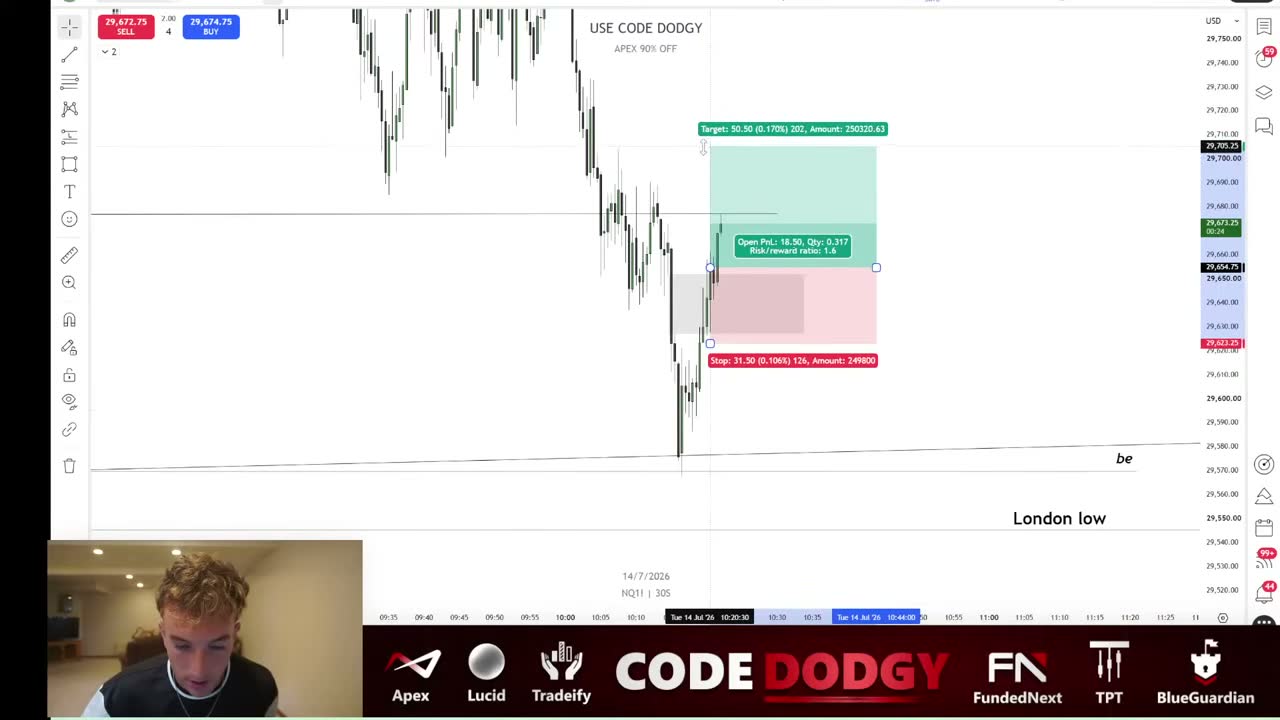 29,672.75
SELL
2.00
4
29,674.75
BUY
2
USE CODE DODGY
APEX 90% OFF
USD
29,750.00
29,740.00
29,730.00
29,720.00
29,710.00
29,705.25
29,700.00
29,690.00
29,680.00
29,673.25
00:24
29,660.00
29,654.75
29,650.00
29,640.00
29,630.00
29,623.25
29,620.00
29,610.00
29,600.00
29,590.00
29,580.00
29,570.00
29,560.00
29,550.00
29,540.00
29,530.00
29,520.00
59
99+
44
Target: 50.50 (0.170%) 202, Amount: 250320.63
Open PnL: 18.50, Qty: 0.317
Risk/reward ratio: 1.6
Stop: 31.50 (0.106%) 126, Amount: 249800
be
London low
14/7/2026
NQ1! | 30S
09:35 09:40 09:45 09:50 09:55 10:00 10:05 10:10 Tue 14 Jul '26 10:20:30 10:30 10:35 Tue 14 Jul '26 10:44:00 10:55 11:00 11:05 11:10 11:15 11:20 11:25
Apex
Lucid
Tradeify
CODE DODGY
FN
FundedNext
TPT
BlueGuardian